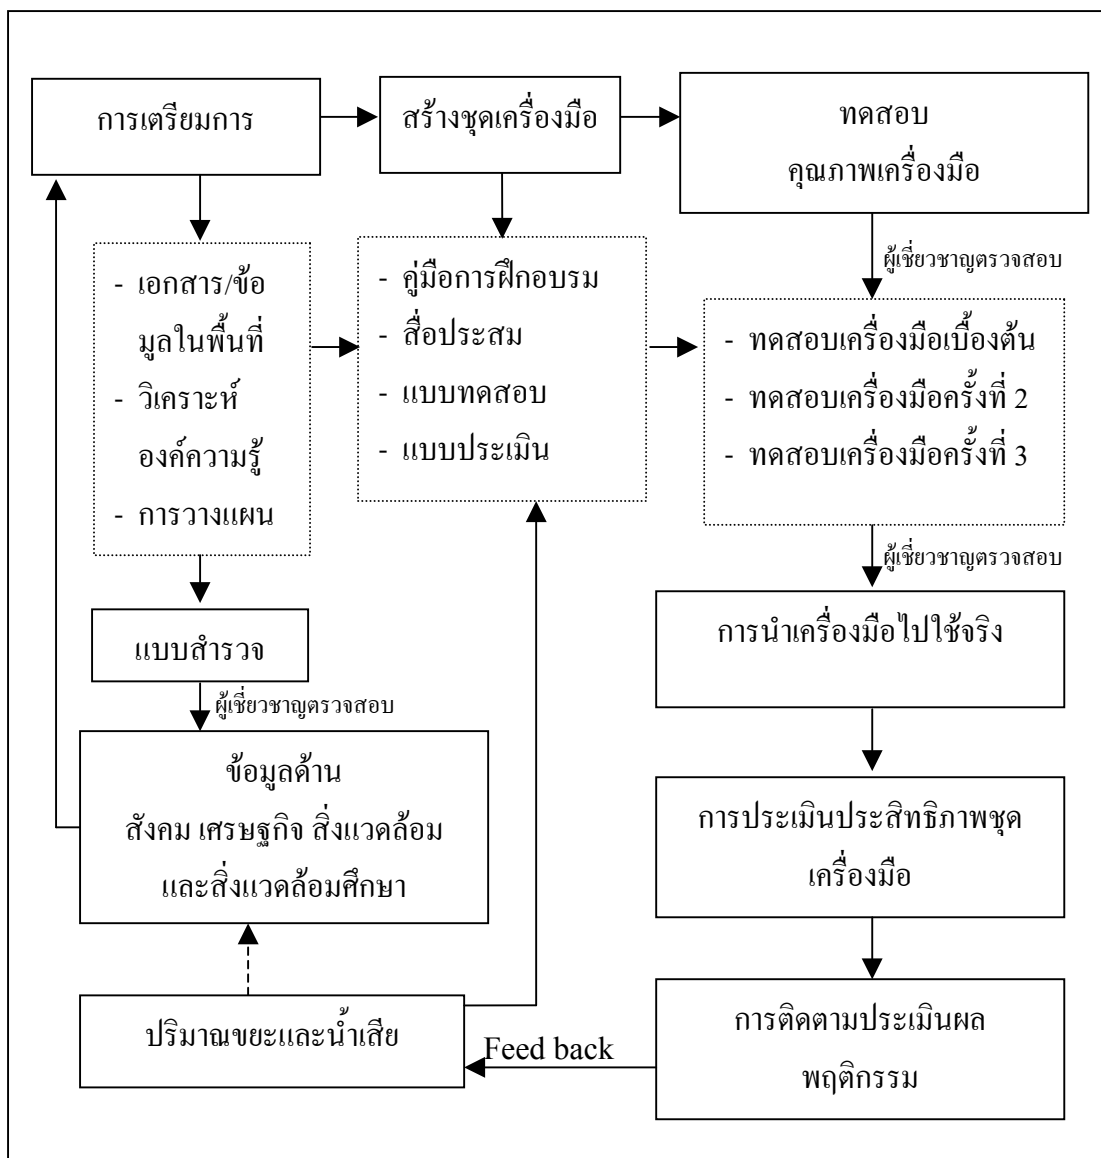 การเตรียมการ
สร้างชุดเครื่องมือ
ทดสอบ
คุณภาพเครื่องมือ
ผู้เชี่ยวชาญตรวจสอบ
- เอกสาร/ข้อ
มูลในพื้นที่
- วิเคราะห์
องค์ความรู้
- การวางแผน
- คู่มือการฝึกอบรม
- สื่อประสม
- แบบทดสอบ
- แบบประเมิน
- ทดสอบเครื่องมือเบื้องต้น
- ทดสอบเครื่องมือครั้งที่ 2
- ทดสอบเครื่องมือครั้งที่ 3
ผู้เชี่ยวชาญตรวจสอบ
แบบสำรวจ
การนำเครื่องมือไปใช้จริง
ผู้เชี่ยวชาญตรวจสอบ
ข้อมูลด้าน
สังคม เศรษฐกิจ สิ่งแวดล้อม
และสิ่งแวดล้อมศึกษา
การประเมินประสิทธิภาพชุด
เครื่องมือ
ปริมาณขยะและน้ำเสีย
Feed back
การติดตามประเมินผล
พฤติกรรม